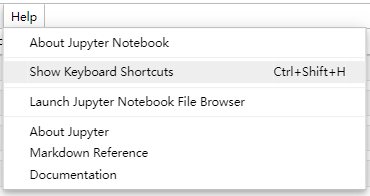 Help
About Jupyter Notebook
Show Keyboard Shortcuts Ctrl+Shift+H
Launch Jupyter Notebook File Browser
About Jupyter
Markdown Reference
Documentation